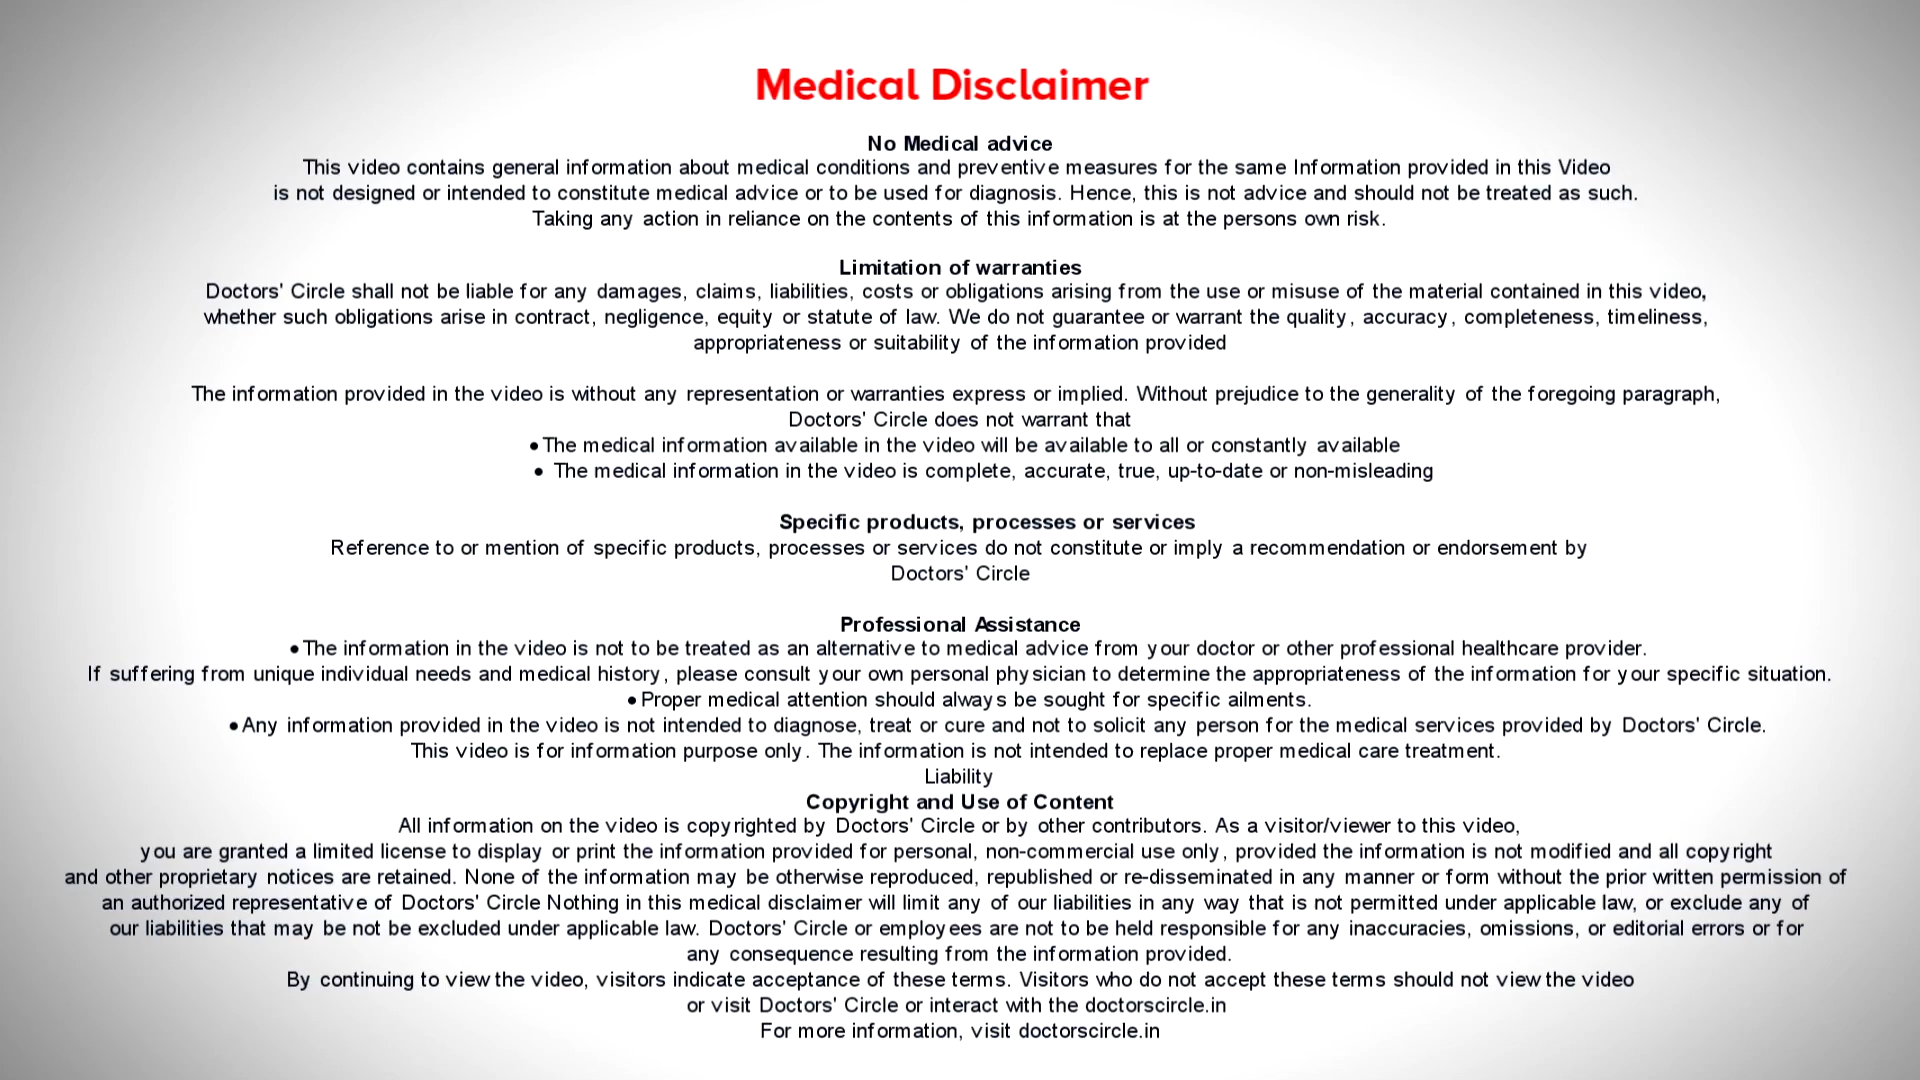 Medical Disclaimer
No Medical advice
This video contains general information about medical conditions and preventive measures for the same Information provided in this Video
is not designed or intended to constitute medical advice or to be used for diagnosis. Hence, this is not advice and should not be treated as such.
Taking any action in reliance on the contents of this information is at the persons own risk.
Limitation of warranties
Doctors' Circle shall not be liable for any damages, claims, liabilities, costs or obligations arising from the use or misuse of the material contained in this video,
whether such obligations arise in contract, negligence, equity or statute of law. We do not guarantee or warrant the quality, accuracy, completeness, timeliness,
appropriateness or suitability of the information provided
The information provided in the video is without any representation or warranties express or implied. Without prejudice to the generality of the foregoing paragraph,
Doctors' Circle does not warrant that
• The medical information available in the video will be available to all or constantly available
• The medical information in the video is complete, accurate, true, up-to-date or non-misleading
Specific products, processes or services
Reference to or mention of specific products, processes or services do not constitute or imply a recommendation or endorsement by
Doctors' Circle
Professional Assistance
• The information in the video is not to be treated as an alternative to medical advice from your doctor or other professional healthcare provider.
If suffering from unique individual needs and medical history, please consult your own personal physician to determine the appropriateness of the information for your specific situation.
• Proper medical attention should always be sought for specific ailments.
• Any information provided in the video is not intended to diagnose, treat or cure and not to solicit any person for the medical services provided by Doctors' Circle.
This video is for information purpose only. The information is not intended to replace proper medical care treatment.
Liability
Copyright and Use of Content
All information on the video is copyrighted by Doctors' Circle or by other contributors. As a visitor/viewer to this video,
you are granted a limited license to display or print the information provided for personal, non-commercial use only, provided the information is not modified and all copyright
and other proprietary notices are retained. None of the information may be otherwise reproduced, republished or re-disseminated in any manner or form without the prior written permission of
an authorized representative of Doctors' Circle Nothing in this medical disclaimer will limit any of our liabilities in any way that is not permitted under applicable law, or exclude any of
our liabilities that may be not be excluded under applicable law. Doctors' Circle or employees are not to be held responsible for any inaccuracies, omissions, or editorial errors or for
any consequence resulting from the information provided.
By continuing to view the video, visitors indicate acceptance of these terms. Visitors who do not accept these terms should not view the video
or visit Doctors' Circle or interact with the doctorscircle.in
For more information, visit doctorscircle.in